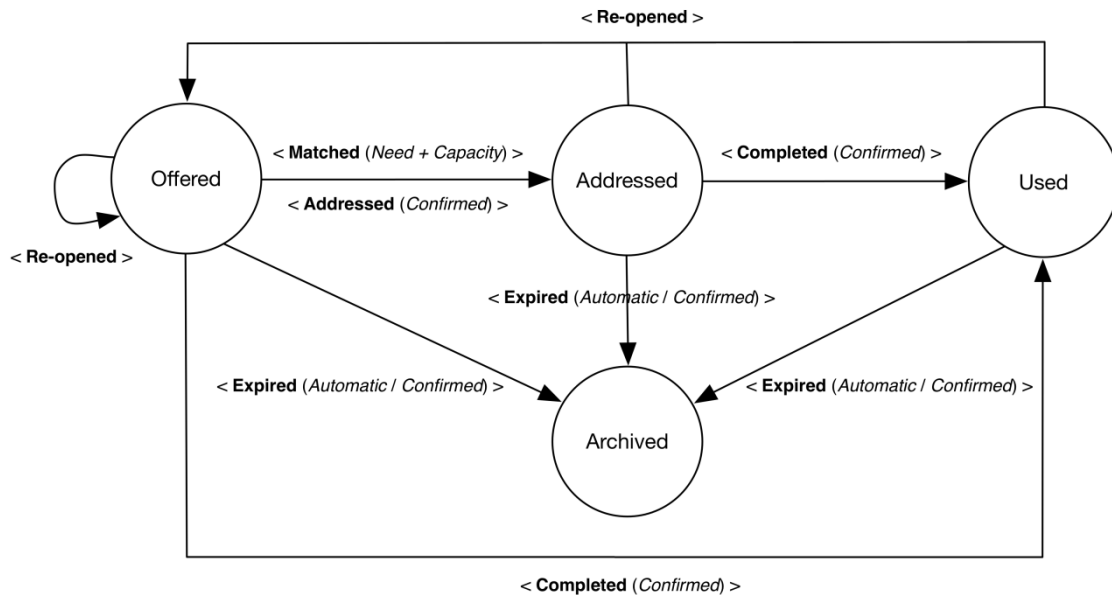 < Re-opened >
< Matched (Need + Capacity) >
< Completed (Confirmed) >
Offered
Addressed
Used
< Addressed (Confirmed) >
< Re-opened >
< Expired (Automatic / Confirmed) >
< Expired (Automatic / Confirmed) >
< Expired (Automatic / Confirmed) >
Archived
< Completed (Confirmed) >